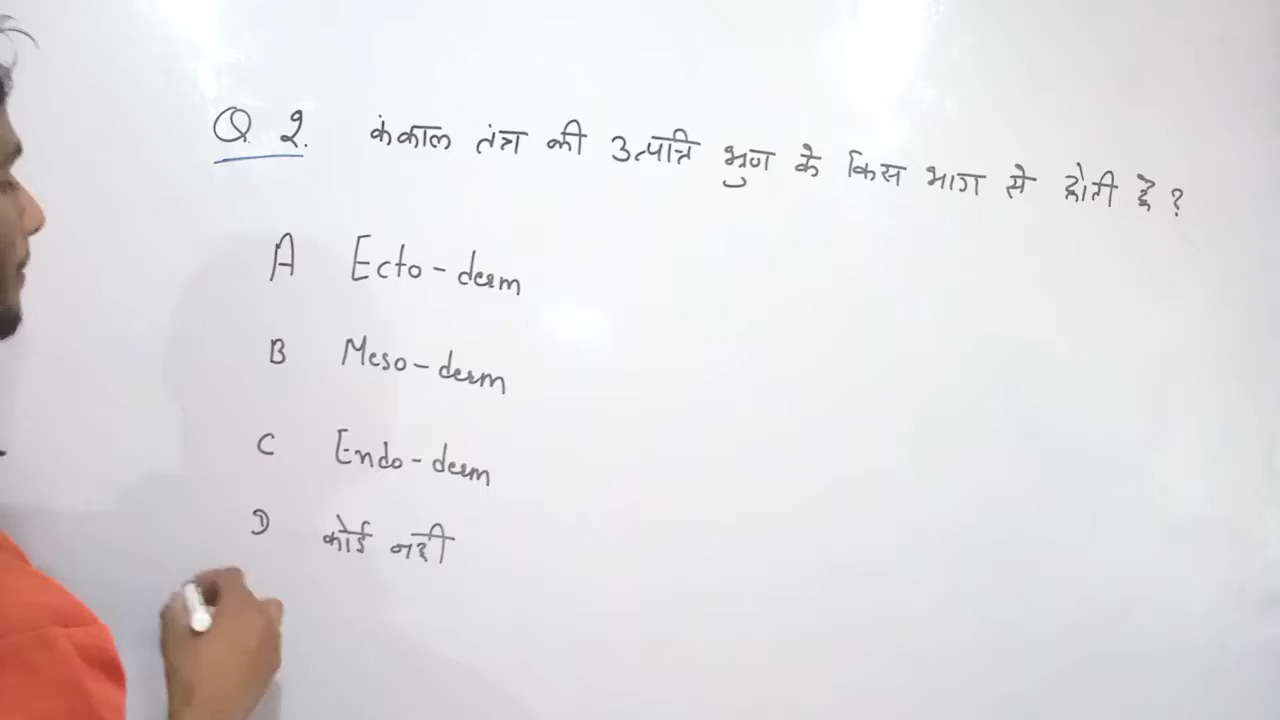 Q 2. कंकाल तंत्र की उत्पत्ति भ्रुण के किस भाग से होती है ?
A Ecto - derm
B Meso - derm
C Endo - derm
D कोई नही